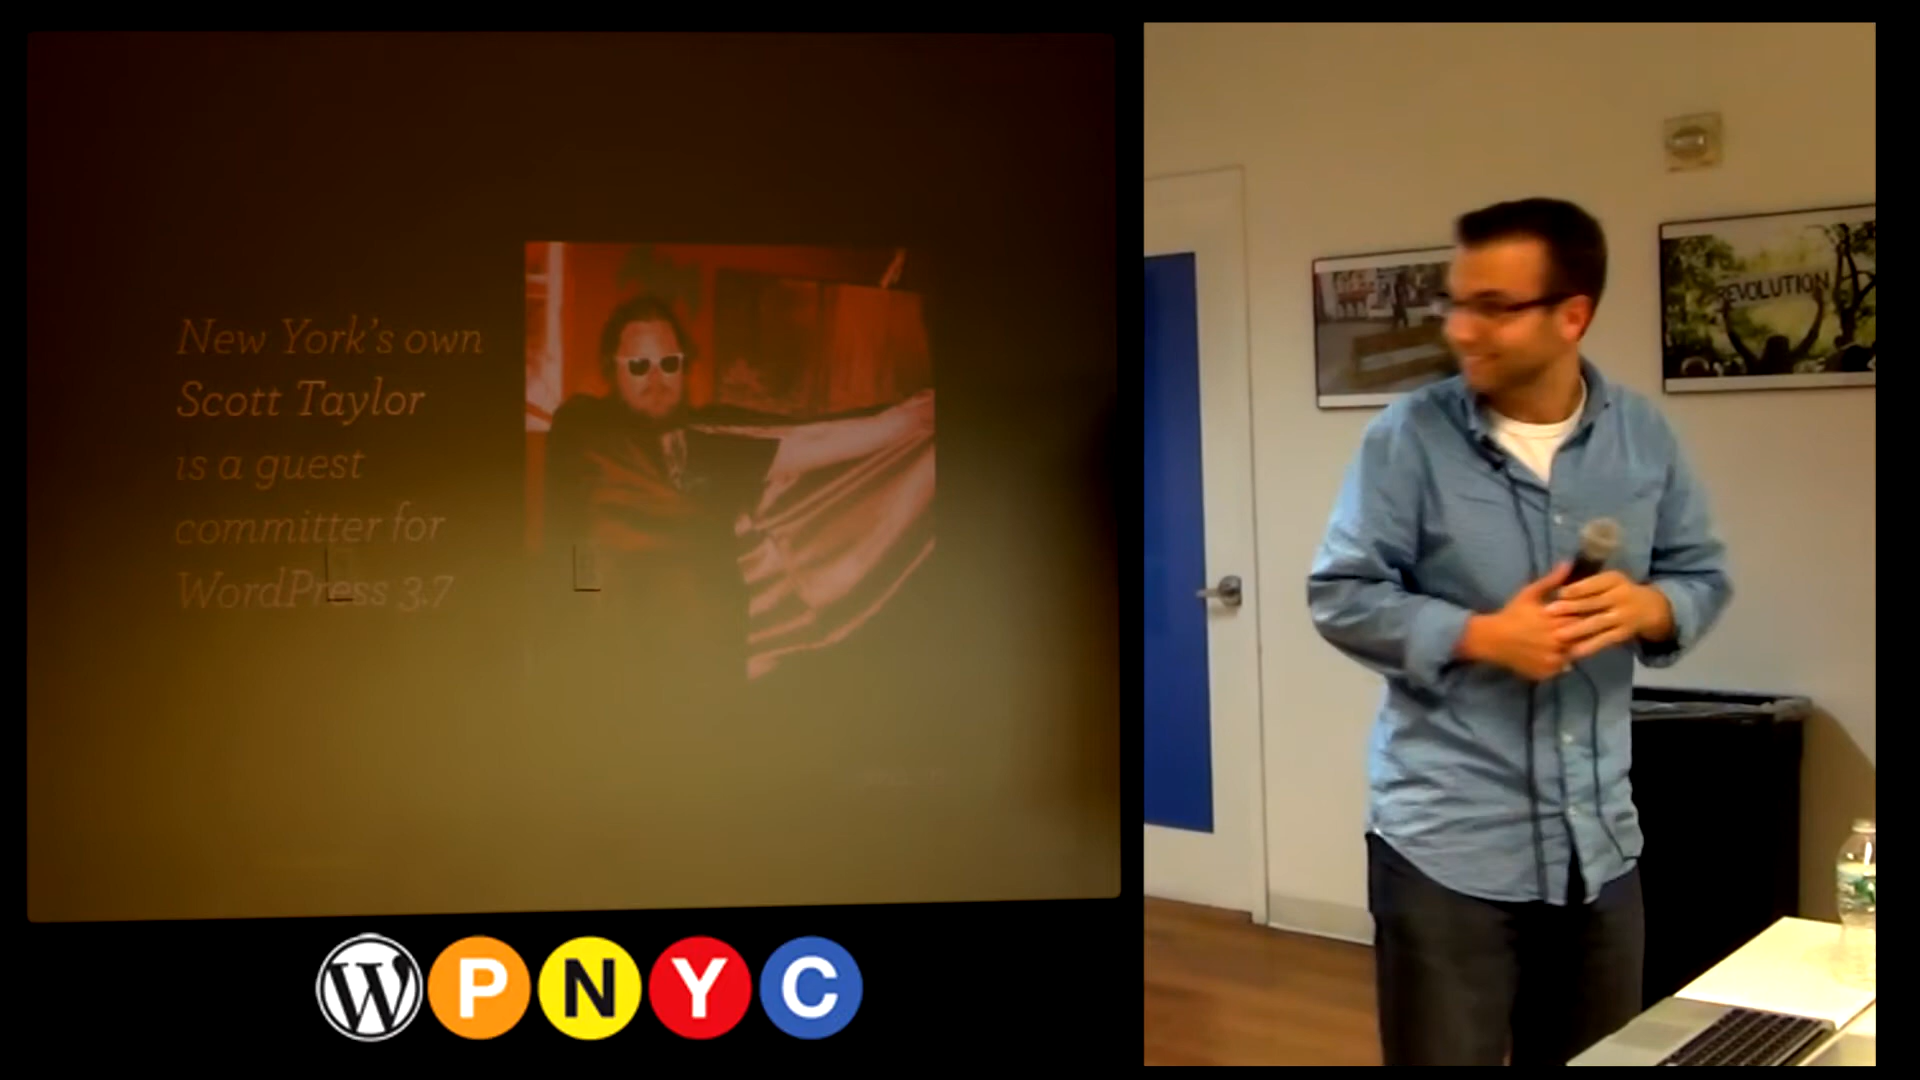 New York's own
Scott Taylor
is a guest
committer for
WordPress 3.7
REVOLUTION
W P N Y C